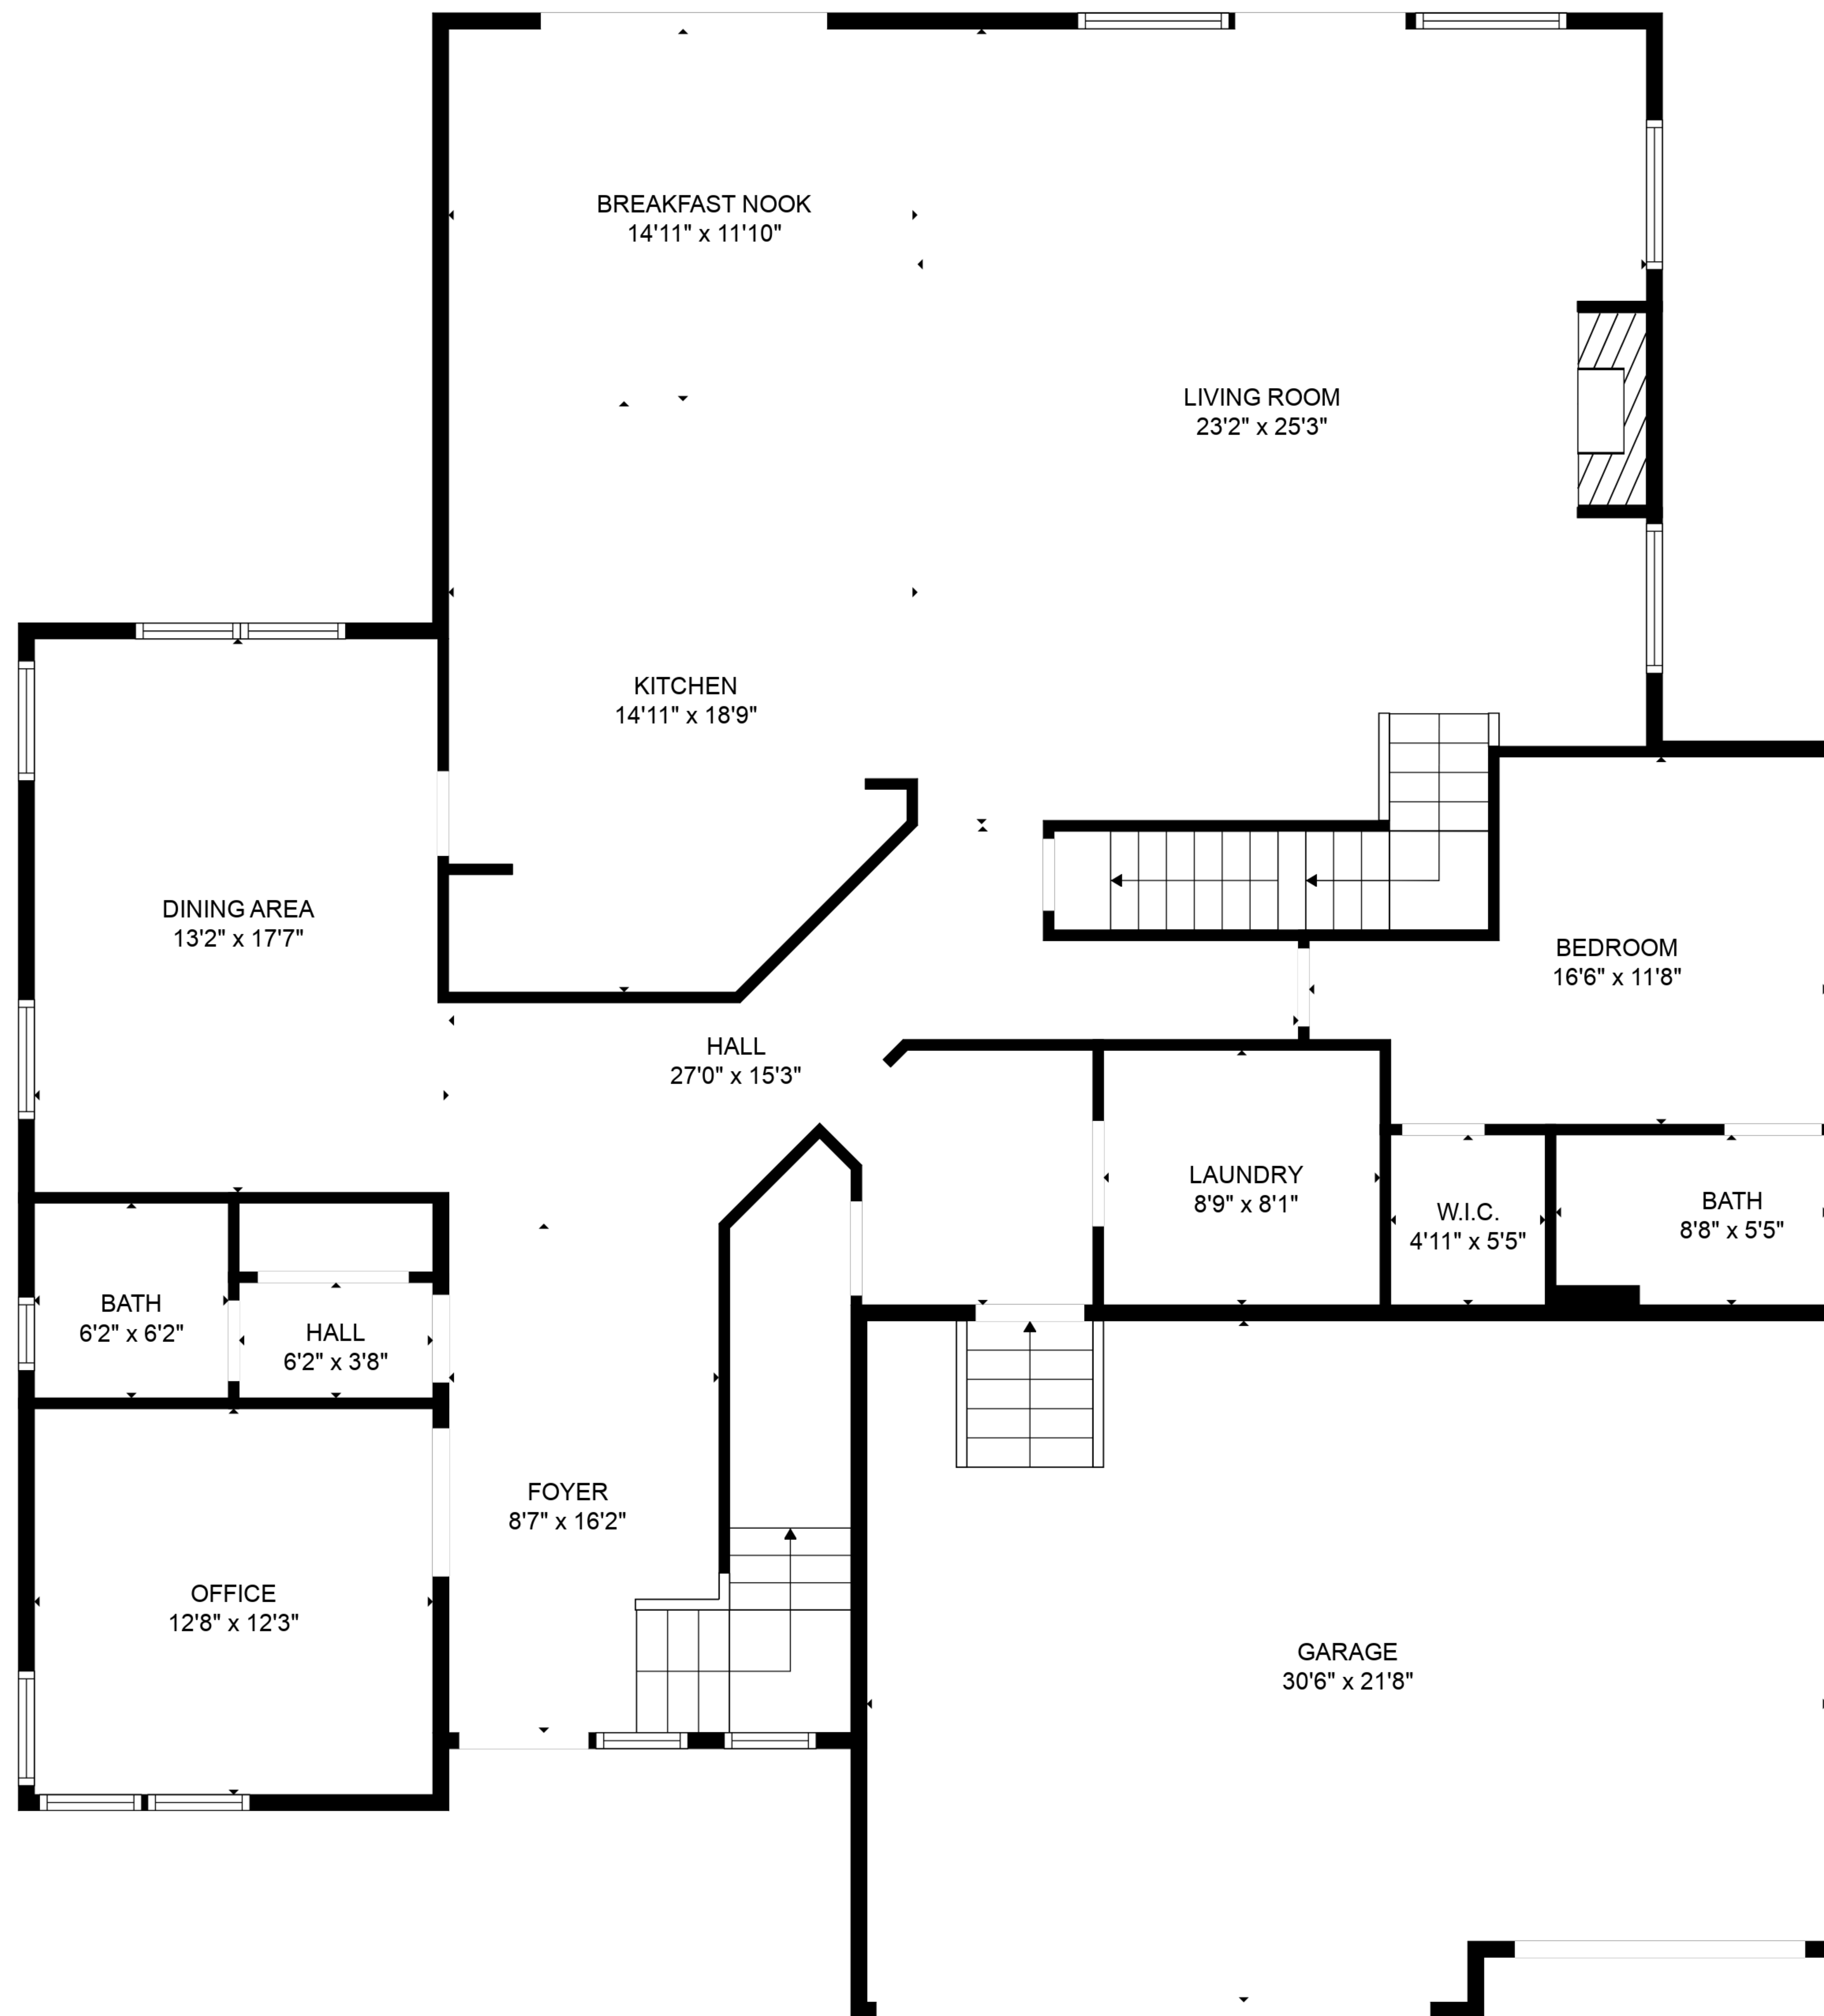 BREAKFAST NOOK
14'11" x 11'10"
LIVING ROOM
23'2" x 25'3"
KITCHEN
14'11" x 18'9"
DINING AREA
13'2" x 17'7"
BEDROOM
16'6" x 11'8"
HALL
27'0" x 15'3"
LAUNDRY
8'9" x 8'1"
W.I.C.
4'11" x 5'5"
BATH
8'8" x 5'5"
BATH
6'2" x 6'2"
HALL
6'2" x 3'8"
FOYER
8'7" x 16'2"
OFFICE
12'8" x 12'3"
GARAGE
30'6" x 21'8"